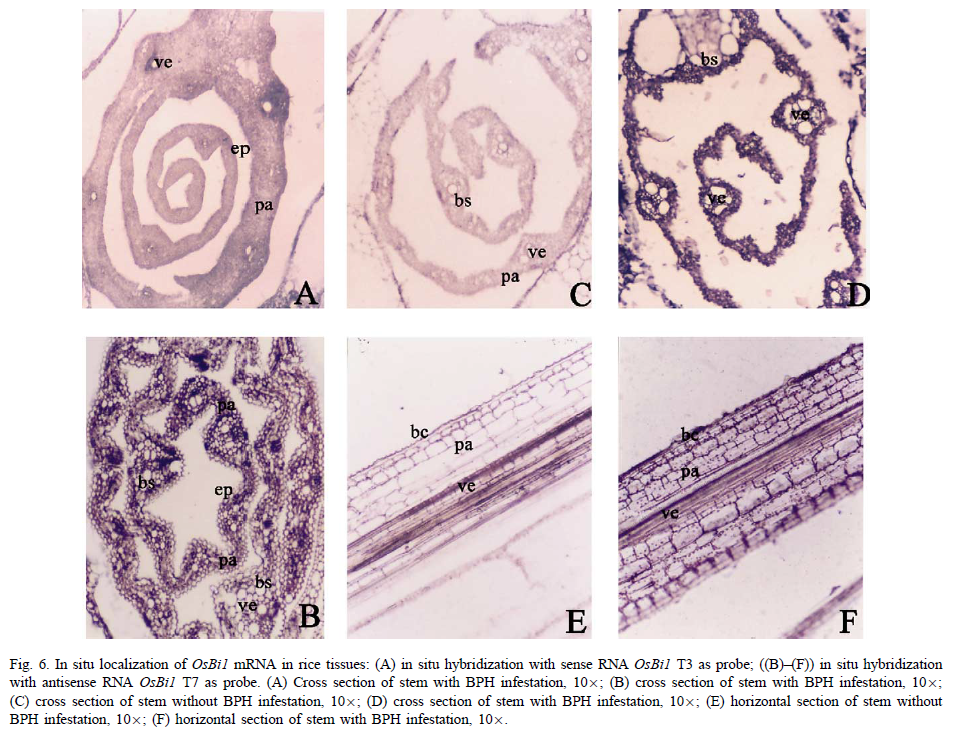 ve
ep
pa
A
bs
ve
pa
C
bs
ve
ve
D
pa
bs
ep
pa
bs
ve
B
bc
pa
ve
E
bc
pa
ve
F
Fig. 6. In situ localization of OsBi1 mRNA in rice tissues: (A) in situ hybridization with sense RNA OsBi1 T3 as probe; ((B)–(F)) in situ hybridization
with antisense RNA OsBi1 T7 as probe. (A) Cross section of stem with BPH infestation, 10×; (B) cross section of stem with BPH infestation, 10×;
(C) cross section of stem without BPH infestation, 10×; (D) cross section of stem with BPH infestation, 10×; (E) horizontal section of stem without
BPH infestation, 10×; (F) horizontal section of stem with BPH infestation, 10×.